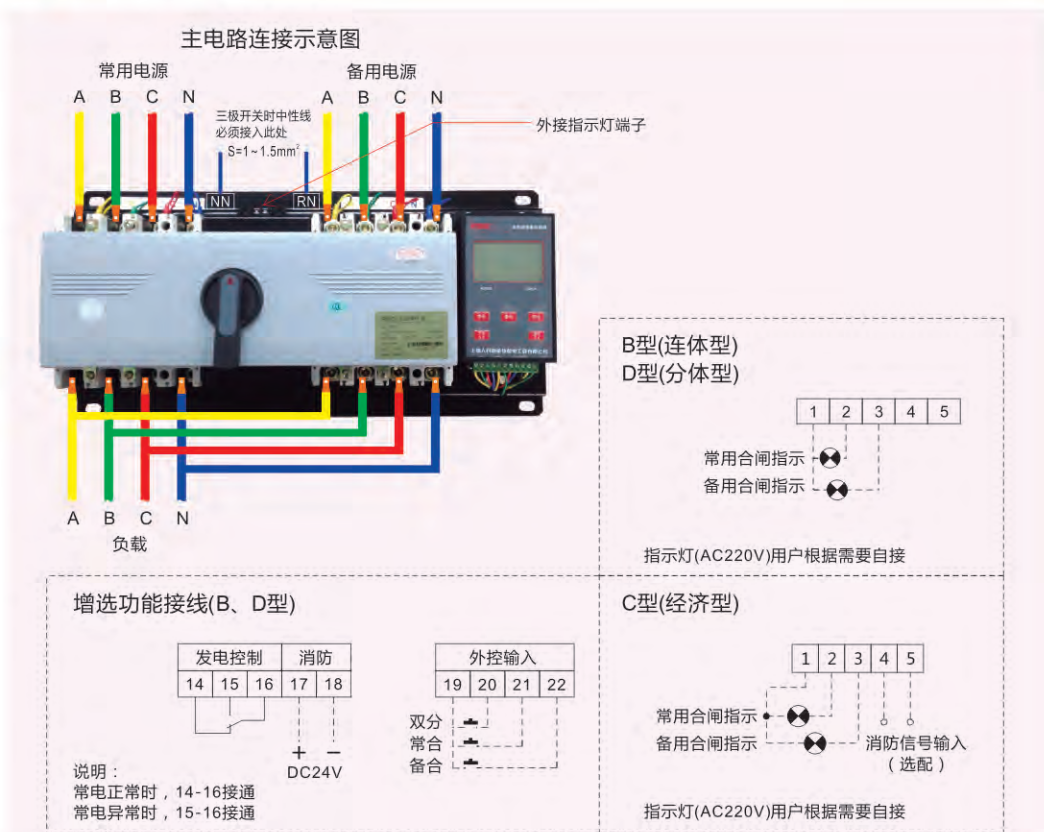 主电路连接示意图
常用电源
备用电源
A B C N
A B C N
三极开关时中性线
必须接入此处
S=1~1.5mm²
外接指示灯端子
NN
RN
A B C N
负载
B型(连体型)
D型(分体型)
1 2 3 4 5
常用合闸指示
备用合闸指示
指示灯(AC220V)用户根据需要自接
增选功能接线(B、D型)
发电控制 消防
14 15 16 17 18
+ −
DC24V
说明：
常电正常时，14-16接通
常电异常时，15-16接通
外控输入
19 20 21 22
双分
常合
备合
C型(经济型)
1 2 3 4 5
常用合闸指示
备用合闸指示
消防信号输入
(选配)
指示灯(AC220V)用户根据需要自接